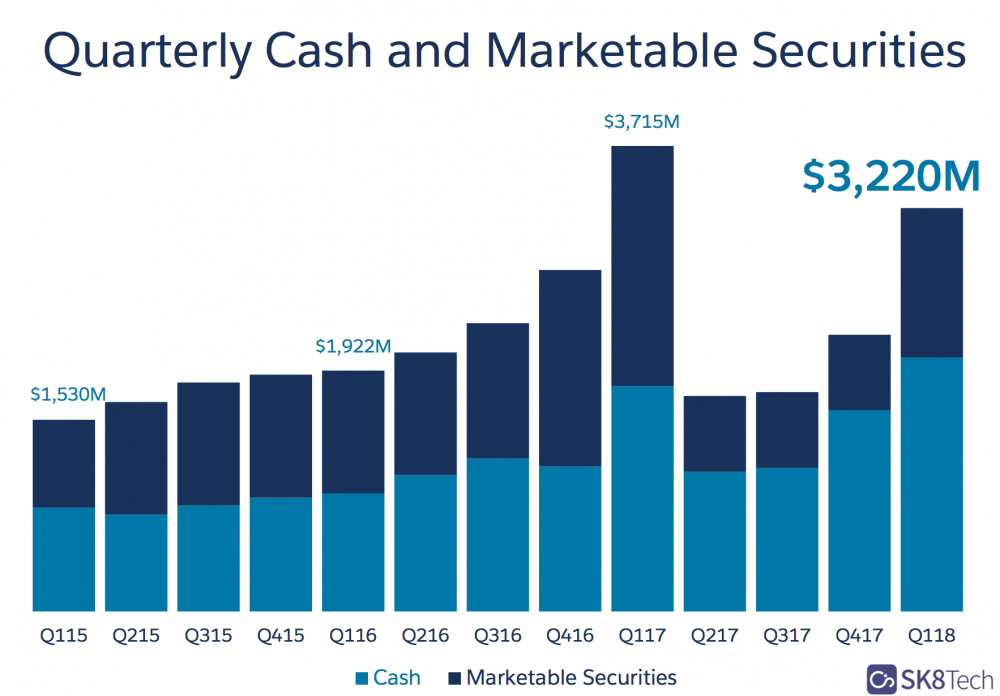 Quarterly Cash and Marketable Securities
$3,715M
$3,220M
$1,922M
$1,530M
Q115 Q215 Q315 Q415 Q116 Q216 Q316 Q416 Q117 Q217 Q317 Q417 Q118
Cash Marketable Securities
SK8Tech